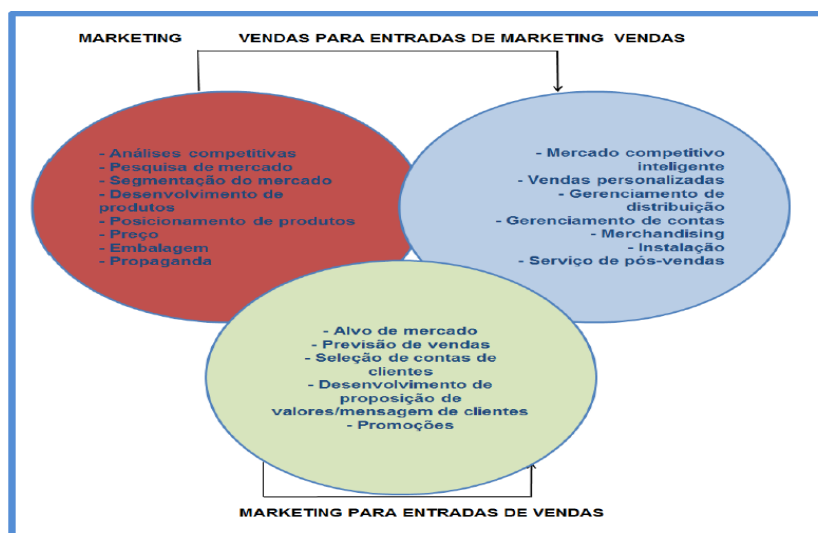 MARKETING
VENDAS PARA ENTRADAS DE MARKETING VENDAS
- Análises competitivas
- Pesquisa de mercado
- Segmentação do mercado
- Desenvolvimento de
produtos
- Posicionamento de produtos
- Preço
- Embalagem
- Propaganda
- Mercado competitivo
inteligente
- Vendas personalizadas
- Gerenciamento de
distribuição
- Gerenciamento de contas
- Merchandising
- Instalação
- Serviço de pós-vendas
- Alvo de mercado
- Previsão de vendas
- Seleção de contas de
clientes
- Desenvolvimento de
proposição de
valores/mensagem de clientes
- Promoções
MARKETING PARA ENTRADAS DE VENDAS